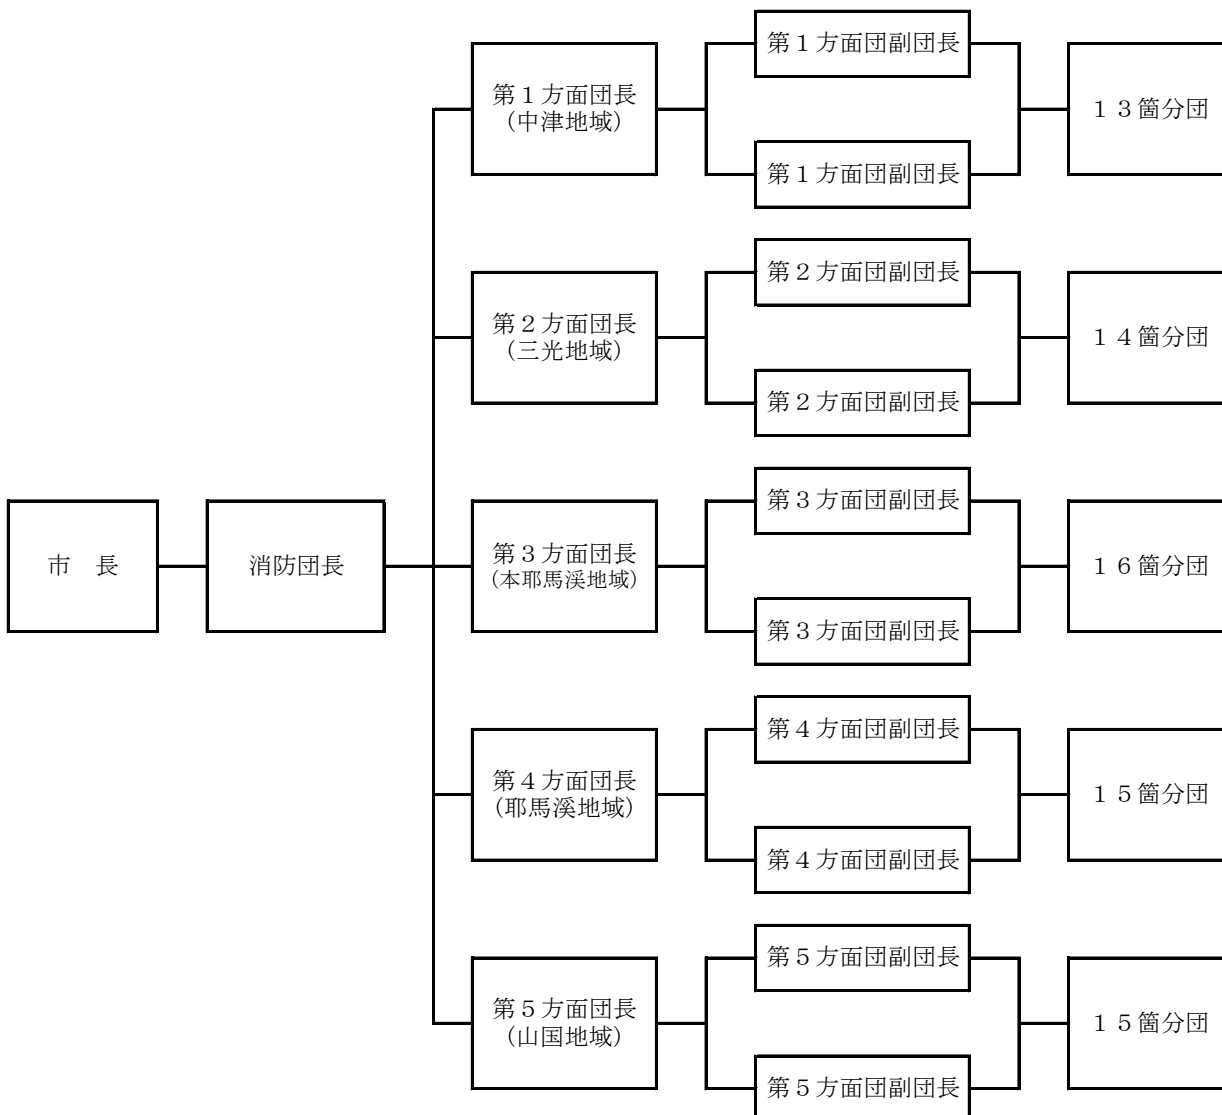 市　長
消防団長
第１方面団長
（中津地域）
第１方面団副団長
第１方面団副団長
１３箇分団
第２方面団長
（三光地域）
第２方面団副団長
第２方面団副団長
１４箇分団
第３方面団長
（本耶馬渓地域）
第３方面団副団長
第３方面団副団長
１６箇分団
第４方面団長
（耶馬溪地域）
第４方面団副団長
第４方面団副団長
１５箇分団
第５方面団長
（山国地域）
第５方面団副団長
第５方面団副団長
１５箇分団